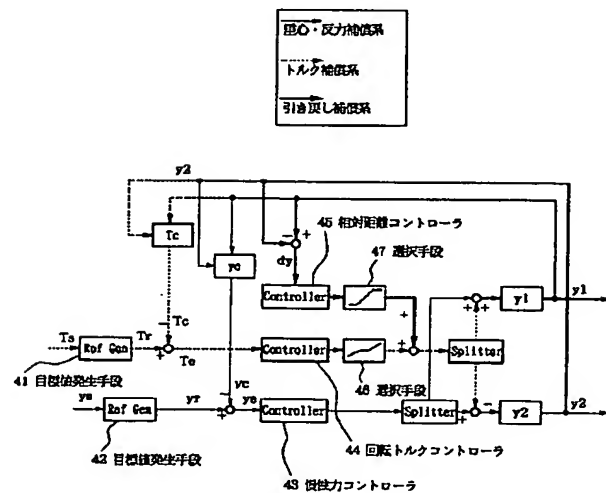 重心・反力補償系
トルク補償系
引き戻し補償系
y2
45 相対距離コントローラ
47 選択手段
Tc
yc
dy
- +
Controller
y1
y1
+
+ +
- Tc
Ts
Ref Gen
Tr
+
Te
Controller
+
Splitter
41 目標値発生手段
46 選択手段
- yc
ys
Ref Gen
yr
+
ye
Controller
Splitter
+
-
y2
y2
42 目標値発生手段
44 回転トルクコントローラ
43 慣性力コントローラ